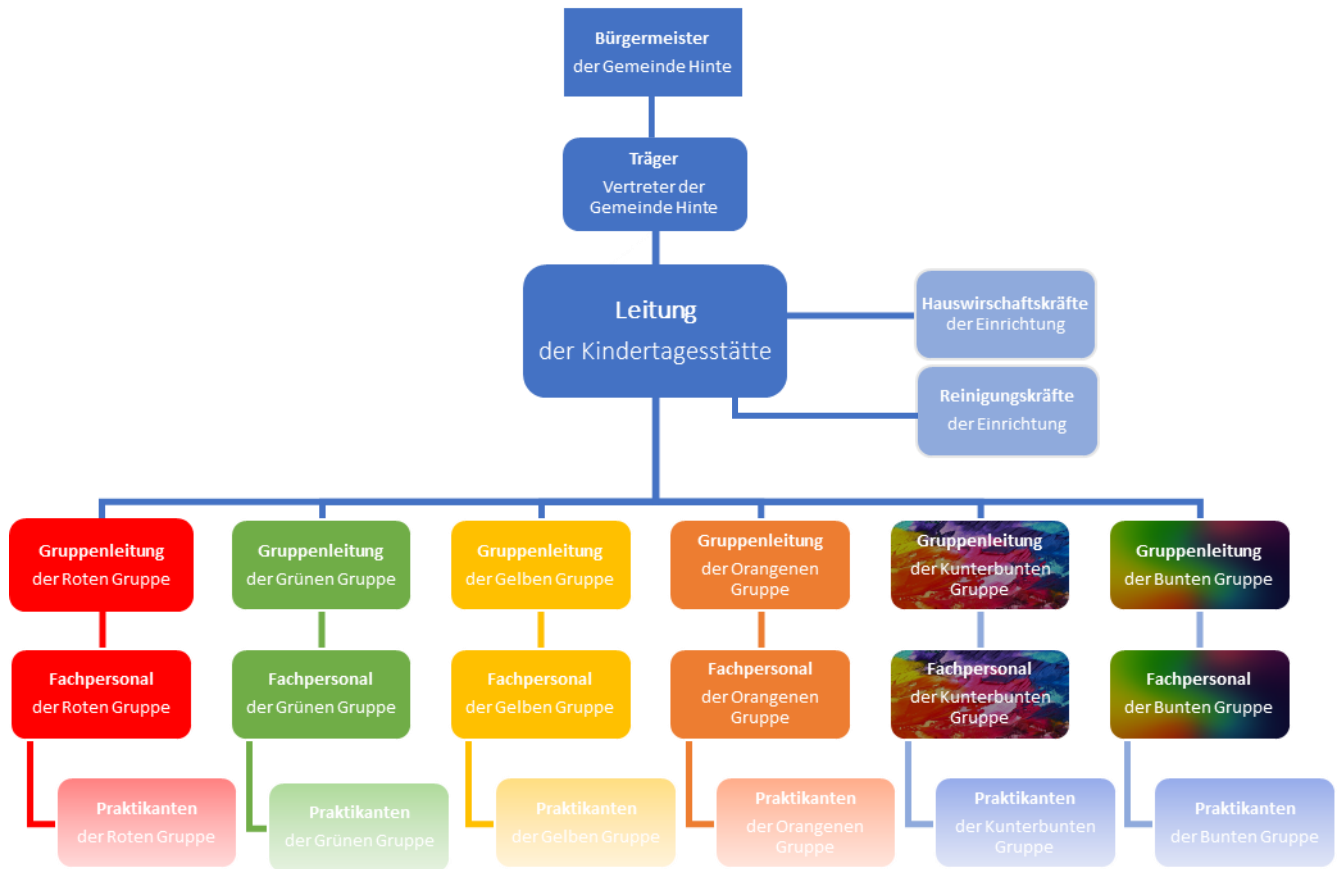 Bürgermeister
der Gemeinde Hinte
Träger
Vertreter der
Gemeinde Hinte
Leitung
der Kindertagesstätte
Hauswirtschaftskräfte
der Einrichtung
Reinigungskräfte
der Einrichtung
Gruppenleitung
der Roten Gruppe
Gruppenleitung
der Grünen Gruppe
Gruppenleitung
der Gelben Gruppe
Gruppenleitung
der Orangenen
Gruppe
Gruppenleitung
der Kunterbunten
Gruppe
Gruppenleitung
der Bunten Gruppe
Fachpersonal
der Roten Gruppe
Fachpersonal
der Grünen Gruppe
Fachpersonal
der Gelben Gruppe
Fachpersonal
der Orangenen
Gruppe
Fachpersonal
der Kunterbunten
Gruppe
Fachpersonal
der Bunten Gruppe
Praktikanten
der Roten Gruppe
Praktikanten
der Grünen Gruppe
Praktikanten
der Gelben Gruppe
Praktikanten
der Orangenen
Gruppe
Praktikanten
der Kunterbunten
Gruppe
Praktikanten
der Bunten Gruppe